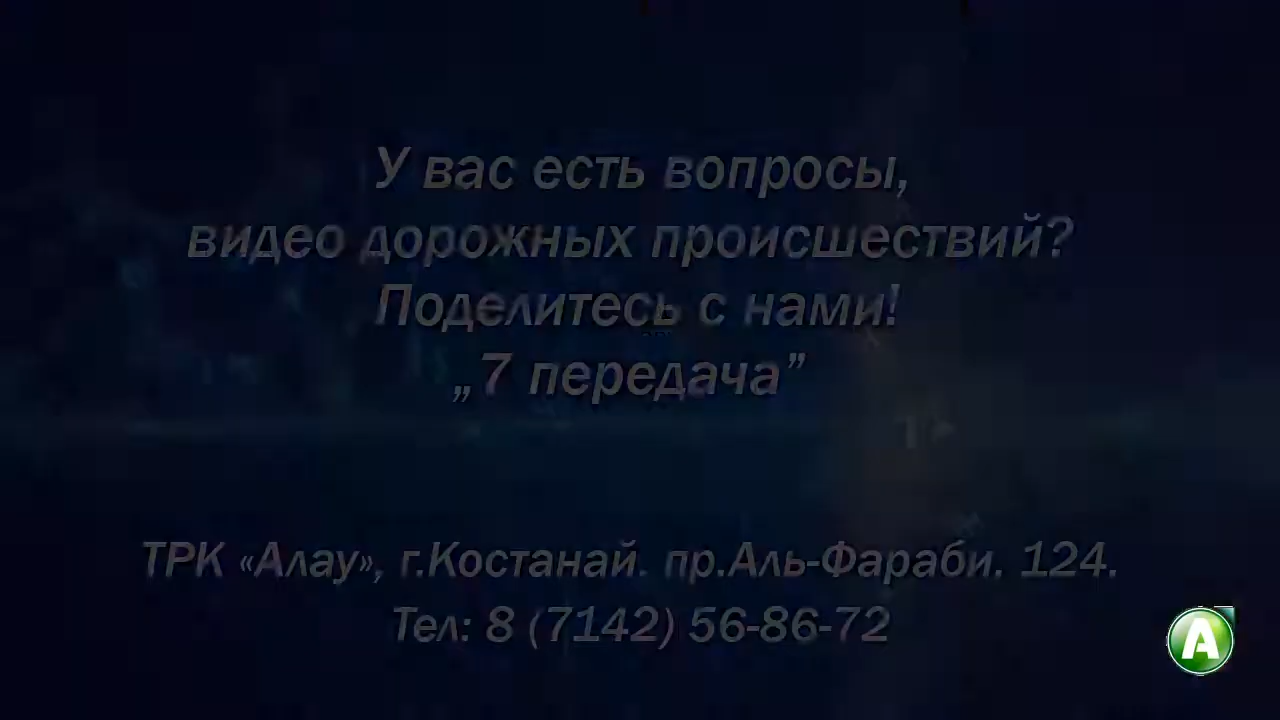 У вас есть вопросы,
видео дорожных происшествий?
Поделитесь с нами!
„7 передача”
ТРК «Алау», г.Костанай. пр.Аль-Фараби. 124.
Тел: 8 (7142) 56-86-72
А